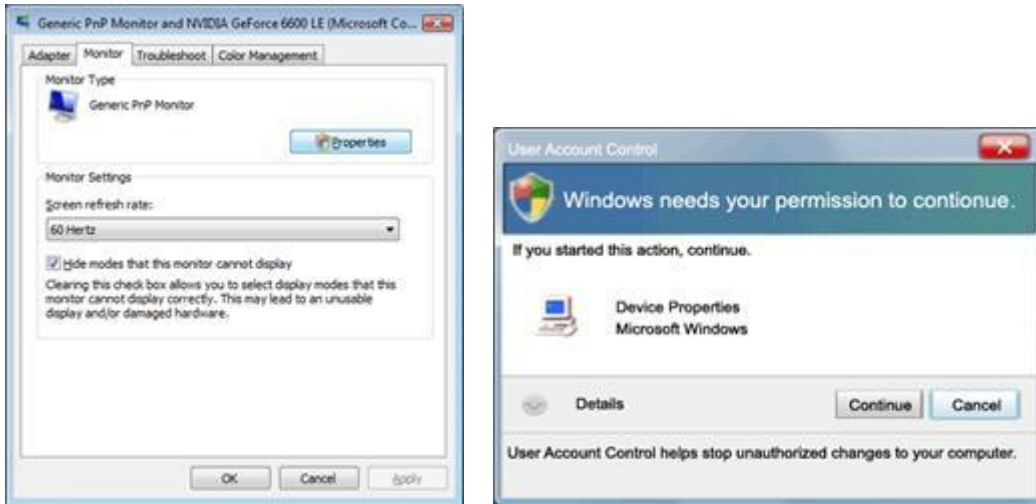 Generic PnP Monitor and NVIDIA GeForce 6600 LE (Microsoft Co...
Adapter Monitor Troubleshoot Color Management
Monitor Type
Generic PnP Monitor
Properties
Monitor Settings
Screen refresh rate:
60 Hertz
Hide modes that this monitor cannot display
Clearing this check box allows you to select display modes that this
monitor cannot display correctly. This may lead to an unusable
display and/or damaged hardware.
OK Cancel Apply
User Account Control
Windows needs your permission to contionue.
If you started this action, continue.
Device Properties
Microsoft Windows
Details Continue Cancel
User Account Control helps stop unauthorized changes to your computer.